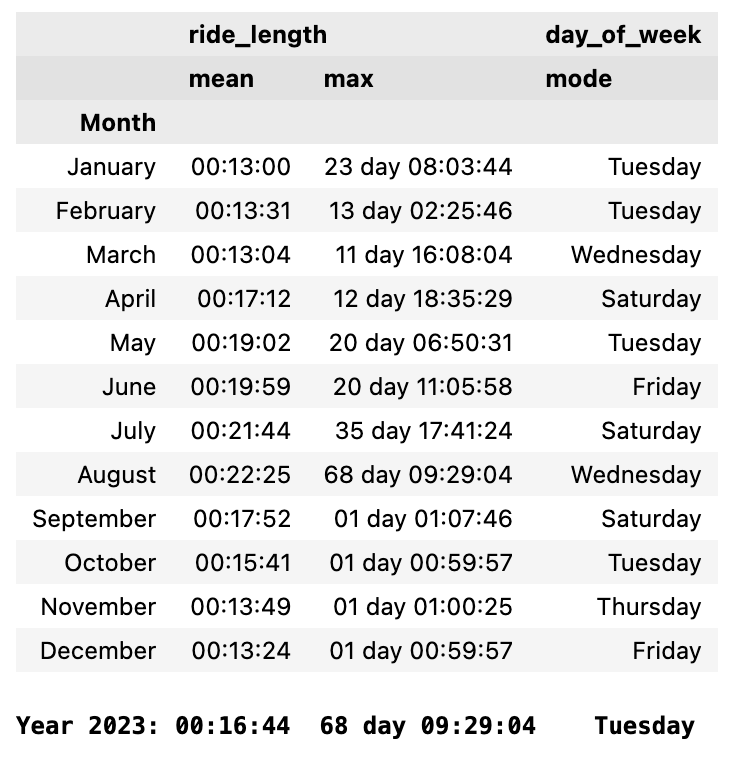 ride_length day_of_week
mean max mode
Month
January 00:13:00 23 day 08:03:44 Tuesday
February 00:13:31 13 day 02:25:46 Tuesday
March 00:13:04 11 day 16:08:04 Wednesday
April 00:17:12 12 day 18:35:29 Saturday
May 00:19:02 20 day 06:50:31 Tuesday
June 00:19:59 20 day 11:05:58 Friday
July 00:21:44 35 day 17:41:24 Saturday
August 00:22:25 68 day 09:29:04 Wednesday
September 00:17:52 01 day 01:07:46 Saturday
October 00:15:41 01 day 00:59:57 Tuesday
November 00:13:49 01 day 01:00:25 Thursday
December 00:13:24 01 day 00:59:57 Friday
Year 2023: 00:16:44 68 day 09:29:04 Tuesday